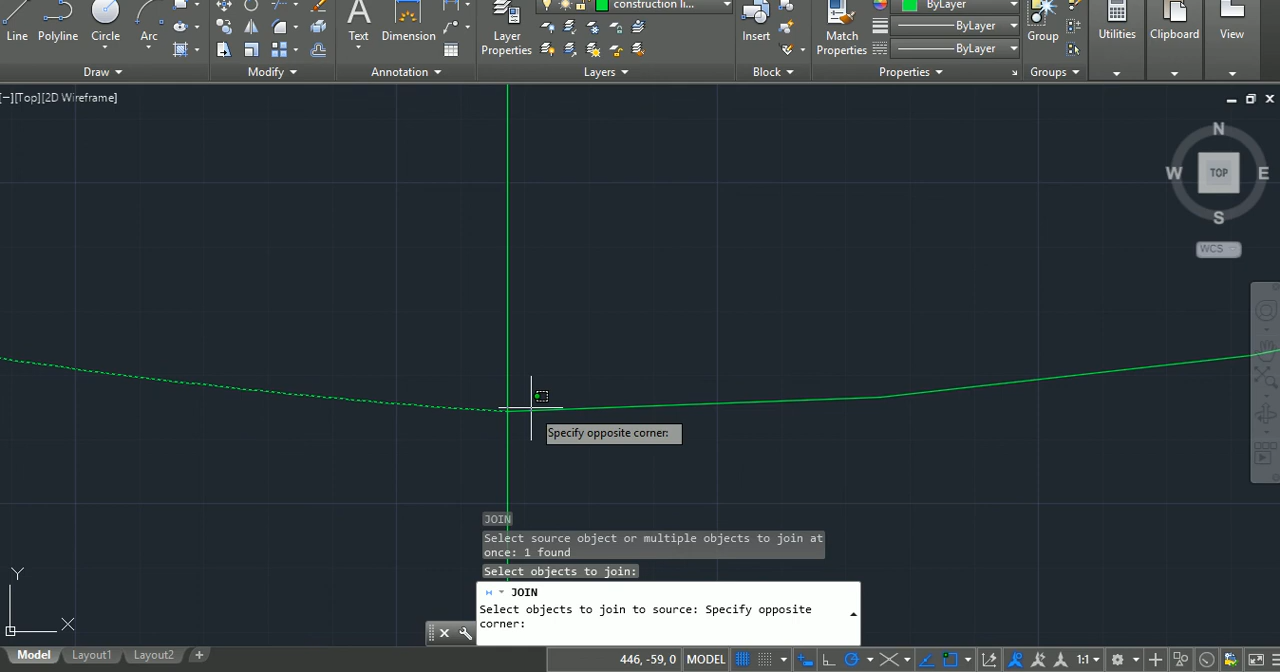 construction li...
ByLayer
Line
Polyline
Circle
Arc
Text
Dimension
Layer
Properties
Insert
Match
Properties
ByLayer
ByLayer
Group
Utilities
Clipboard
View
Draw
Modify
Annotation
Layers
Block
Properties
Groups
[−][Top][2D Wireframe]
N
W
TOP
E
S
WCS
Specify opposite corner:
JOIN
Select source object or multiple objects to join at
once: 1 found
Select objects to join:
JOIN
Select objects to join to source: Specify opposite
corner:
Y
X
Model
Layout1
Layout2
+
446, -59, 0
MODEL
1:1